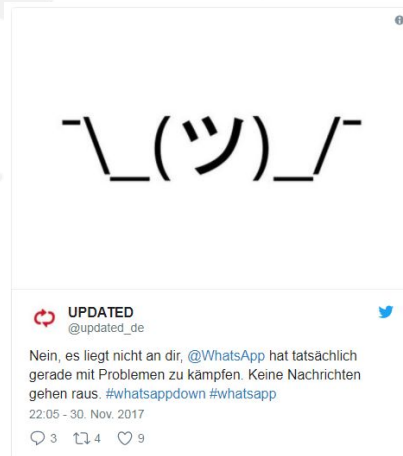 ¯\_(ツ)_/¯
UPDATED
@updated_de
Nein, es liegt nicht an dir, @WhatsApp hat tatsächlich
gerade mit Problemen zu kämpfen. Keine Nachrichten
gehen raus. #whatsappdown #whatsapp
22:05 - 30. Nov. 2017
3 4 9